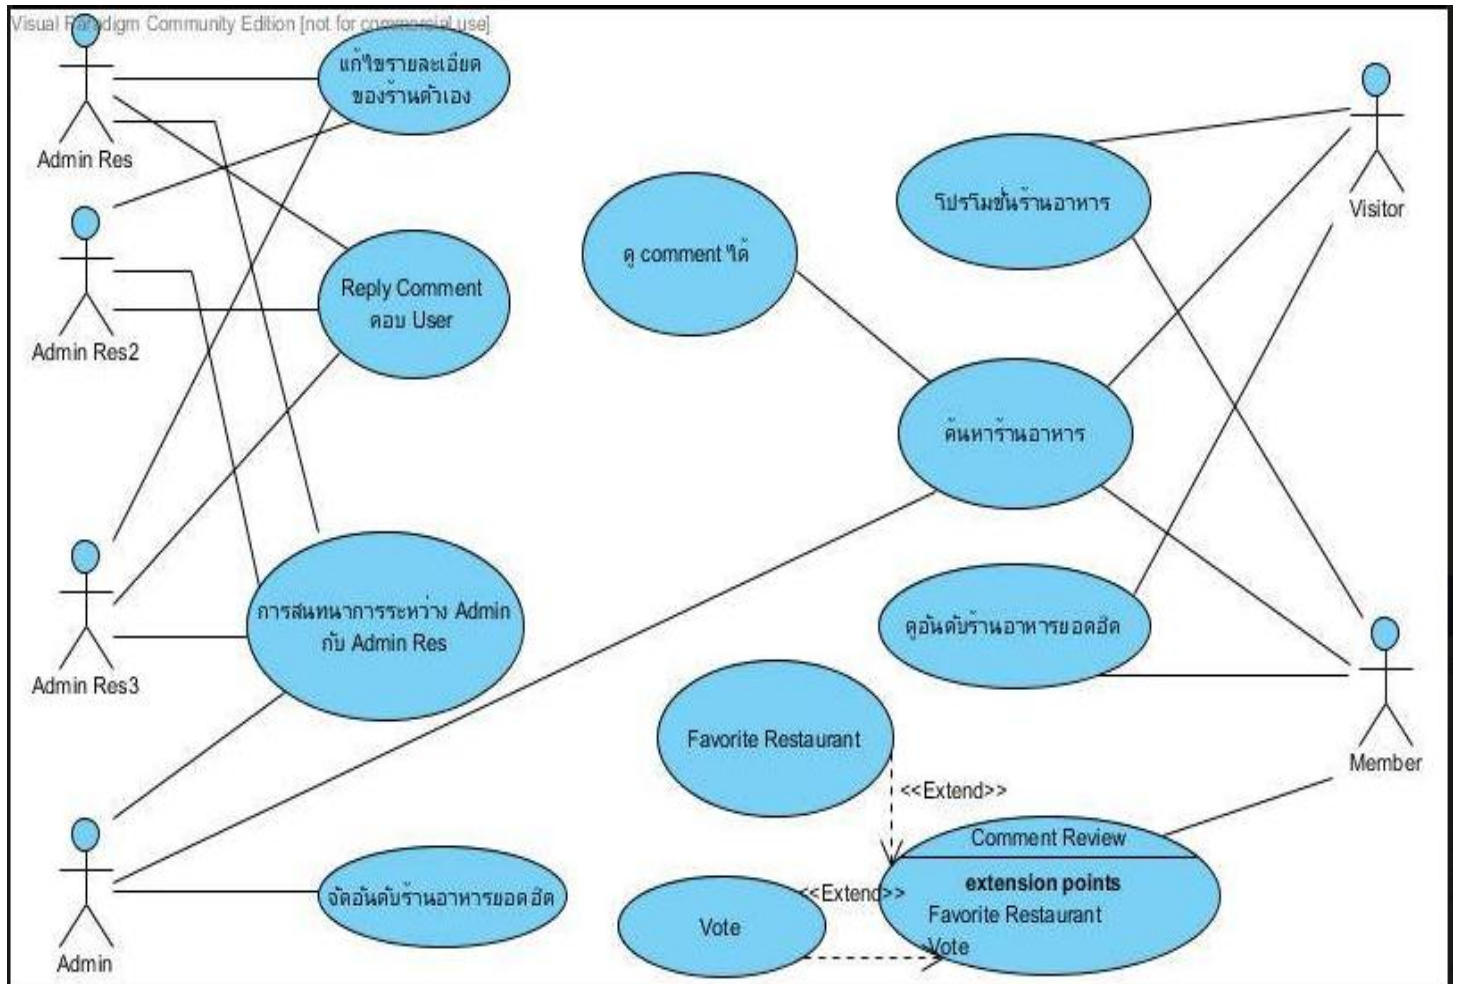 Visual Paradigm Community Edition [not for commercial use]
แก้ไขรายละเอียด
ของร้านตัวเอง
Admin Res
Visitor
โปรโมชั่นร้านอาหาร
ดู comment ได้
Reply Comment
ตอบ User
Admin Res2
ค้นหาร้านอาหาร
การสนทนาการระหว่าง Admin
กับ Admin Res
ดูอันดับร้านอาหารยอดฮิต
Admin Res3
Favorite Restaurant
Member
<<Extend>>
Comment Review
extension points
Favorite Restaurant
Vote
<<Extend>>
Vote
จัดอันดับร้านอาหารยอดฮิต
Admin